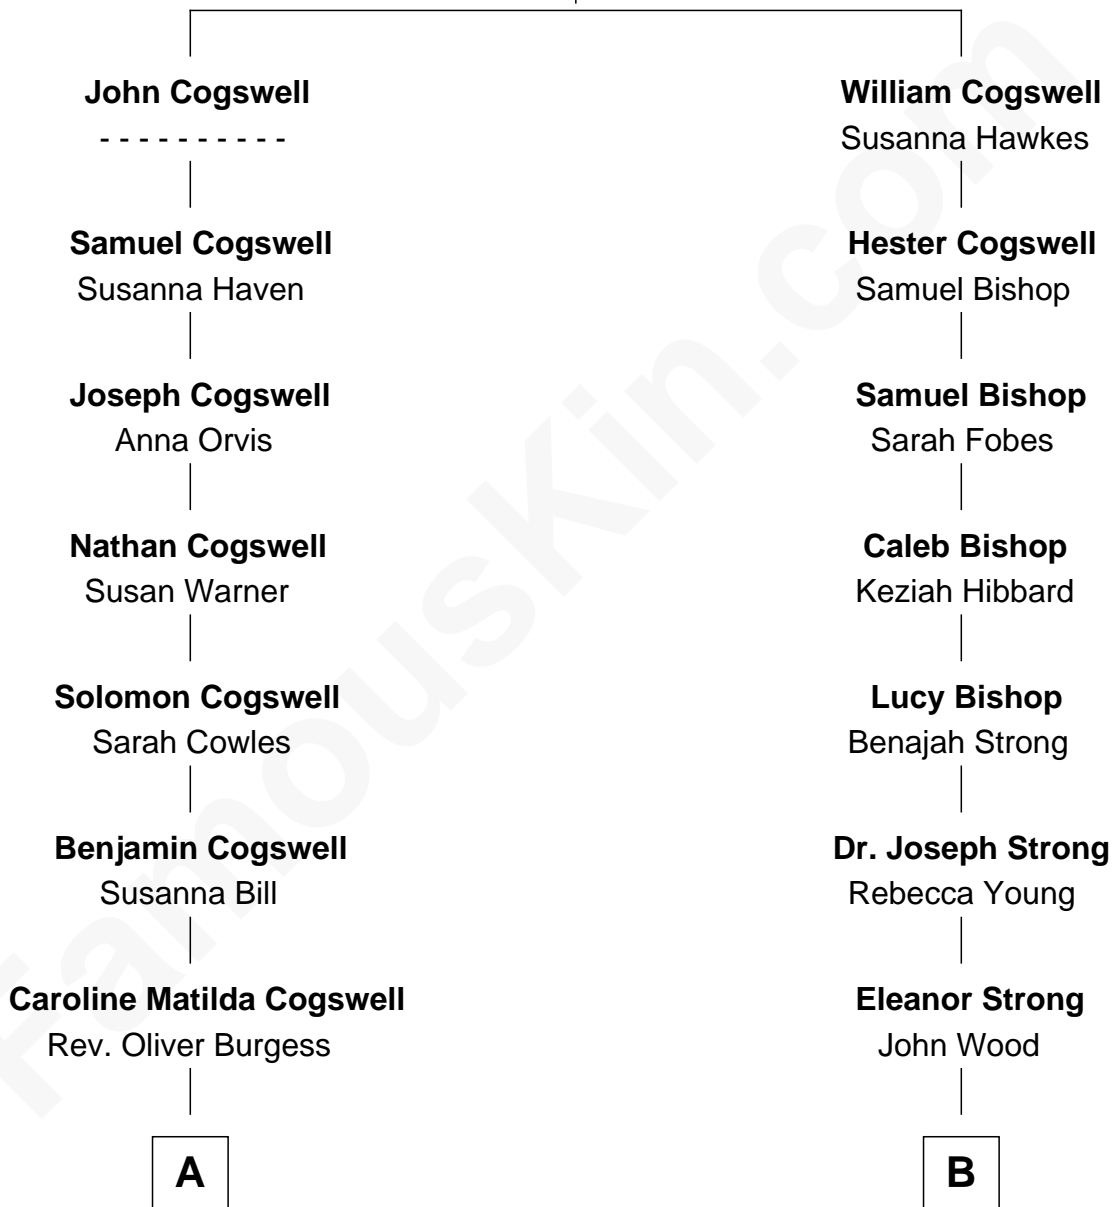 John Cogswell
- - - - - - - - - -
Samuel Cogswell
Susanna Haven
Joseph Cogswell
Anna Orvis
Nathan Cogswell
Susan Warner
Solomon Cogswell
Sarah Cowles
Benjamin Cogswell
Susanna Bill
Caroline Matilda Cogswell
Rev. Oliver Burgess
A
William Cogswell
Susanna Hawkes
Hester Cogswell
Samuel Bishop
Samuel Bishop
Sarah Fobes
Caleb Bishop
Keziah Hibbard
Lucy Bishop
Benajah Strong
Dr. Joseph Strong
Rebecca Young
Eleanor Strong
John Wood
B
FamousKin.com